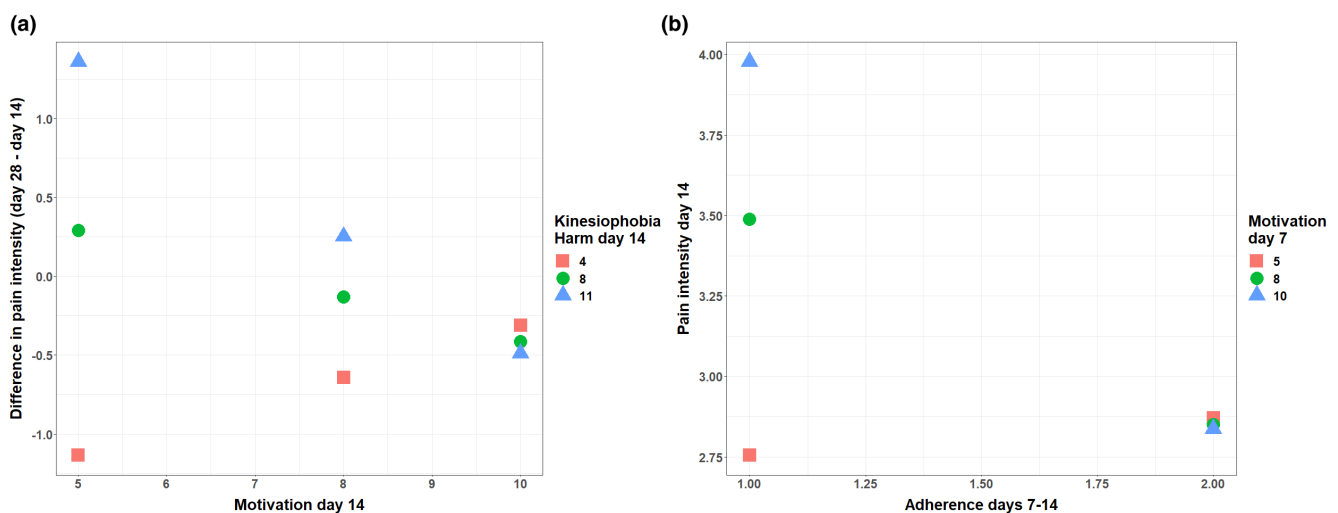 (a)
Difference in pain intensity (day 28 - day 14)
1.0
0.5
0.0
-0.5
-1.0
5 6 7 8 9 10
Motivation day 14
Kinesiophobia
Harm day 14
4
8
11
(b)
Pain intensity day 14
4.00
3.75
3.50
3.25
3.00
2.75
1.00 1.25 1.50 1.75 2.00
Adherence days 7-14
Motivation
day 7
5
8
10